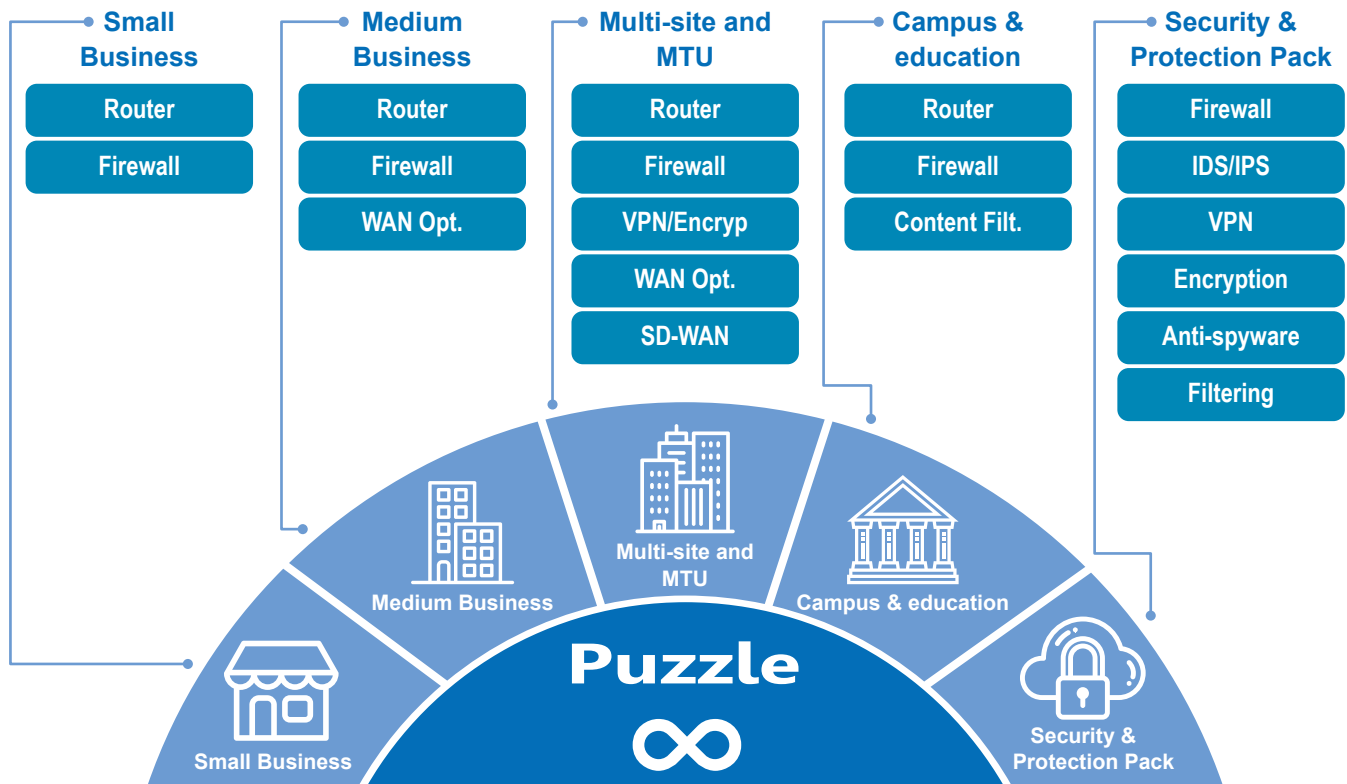 Small
Business
Router
Firewall
Medium
Business
Router
Firewall
WAN Opt.
Multi-site and
MTU
Router
Firewall
VPN/Encryp
WAN Opt.
SD-WAN
Campus &
education
Router
Firewall
Content Filt.
Security &
Protection Pack
Firewall
IDS/IPS
VPN
Encryption
Anti-spyware
Filtering
Small Business
Medium Business
Multi-site and
MTU
Campus & education
Security &
Protection Pack
Puzzle